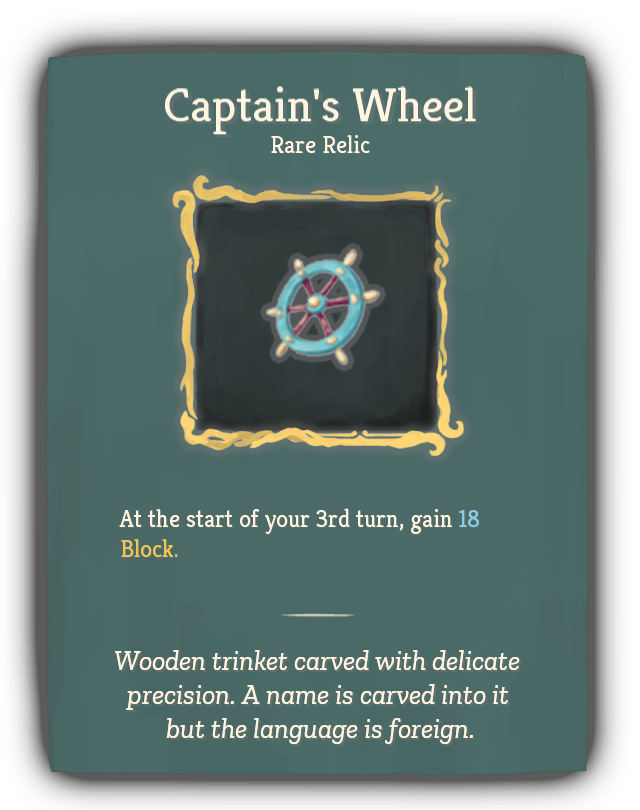 Captain's Wheel
Rare Relic
At the start of your 3rd turn, gain 18
Block.
Wooden trinket carved with delicate
precision. A name is carved into it
but the language is foreign.